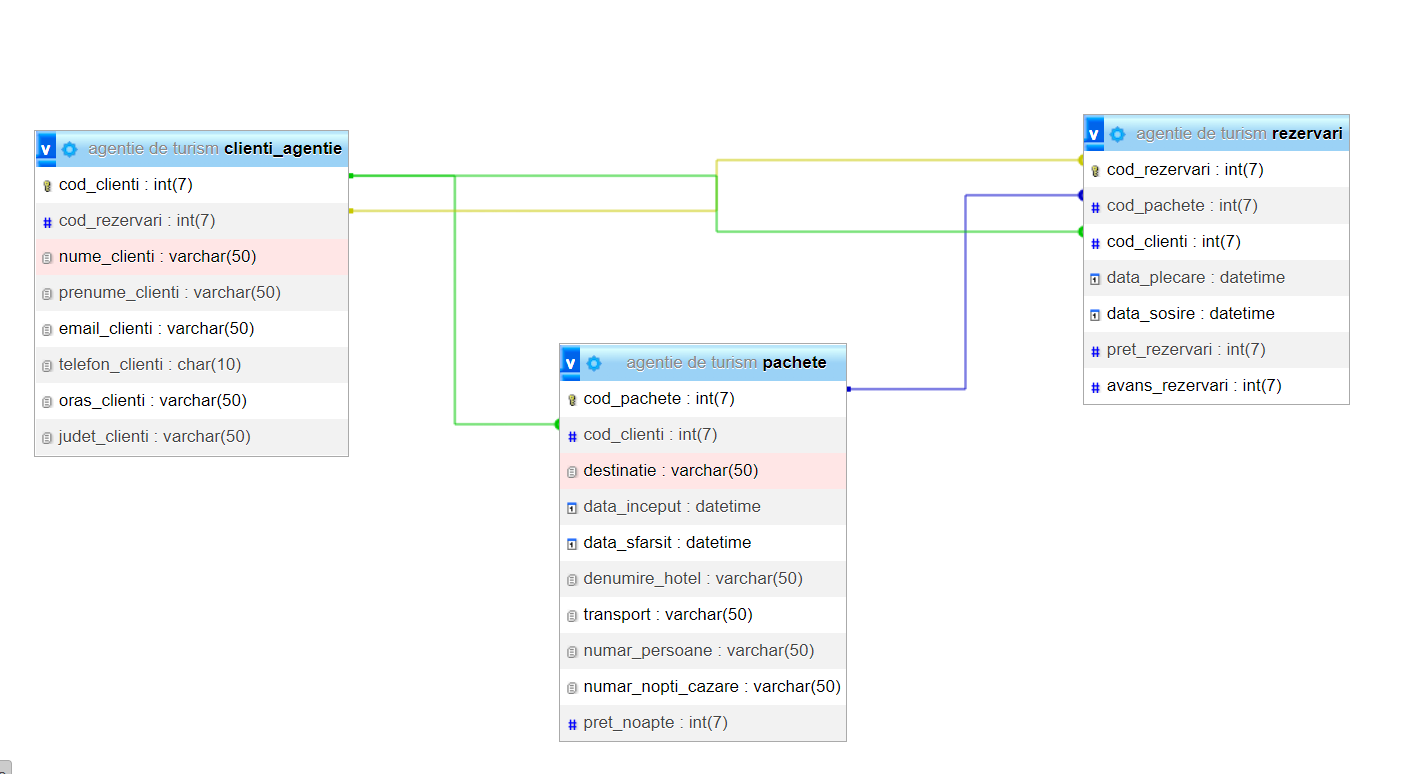 v agentie de turism clienti_agentie
cod_clienti : int(7)
# cod_rezervari : int(7)
nume_clienti : varchar(50)
prenume_clienti : varchar(50)
email_clienti : varchar(50)
telefon_clienti : char(10)
oras_clienti : varchar(50)
judet_clienti : varchar(50)
v agentie de turism pachete
cod_pachete : int(7)
# cod_clienti : int(7)
destinatie : varchar(50)
data_inceput : datetime
data_sfarsit : datetime
denumire_hotel : varchar(50)
transport : varchar(50)
numar_persoane : varchar(50)
numar_nopti_cazare : varchar(50)
# pret_noapte : int(7)
v agentie de turism rezervari
cod_rezervari : int(7)
# cod_pachete : int(7)
# cod_clienti : int(7)
data_plecare : datetime
data_sosire : datetime
# pret_rezervari : int(7)
# avans_rezervari : int(7)